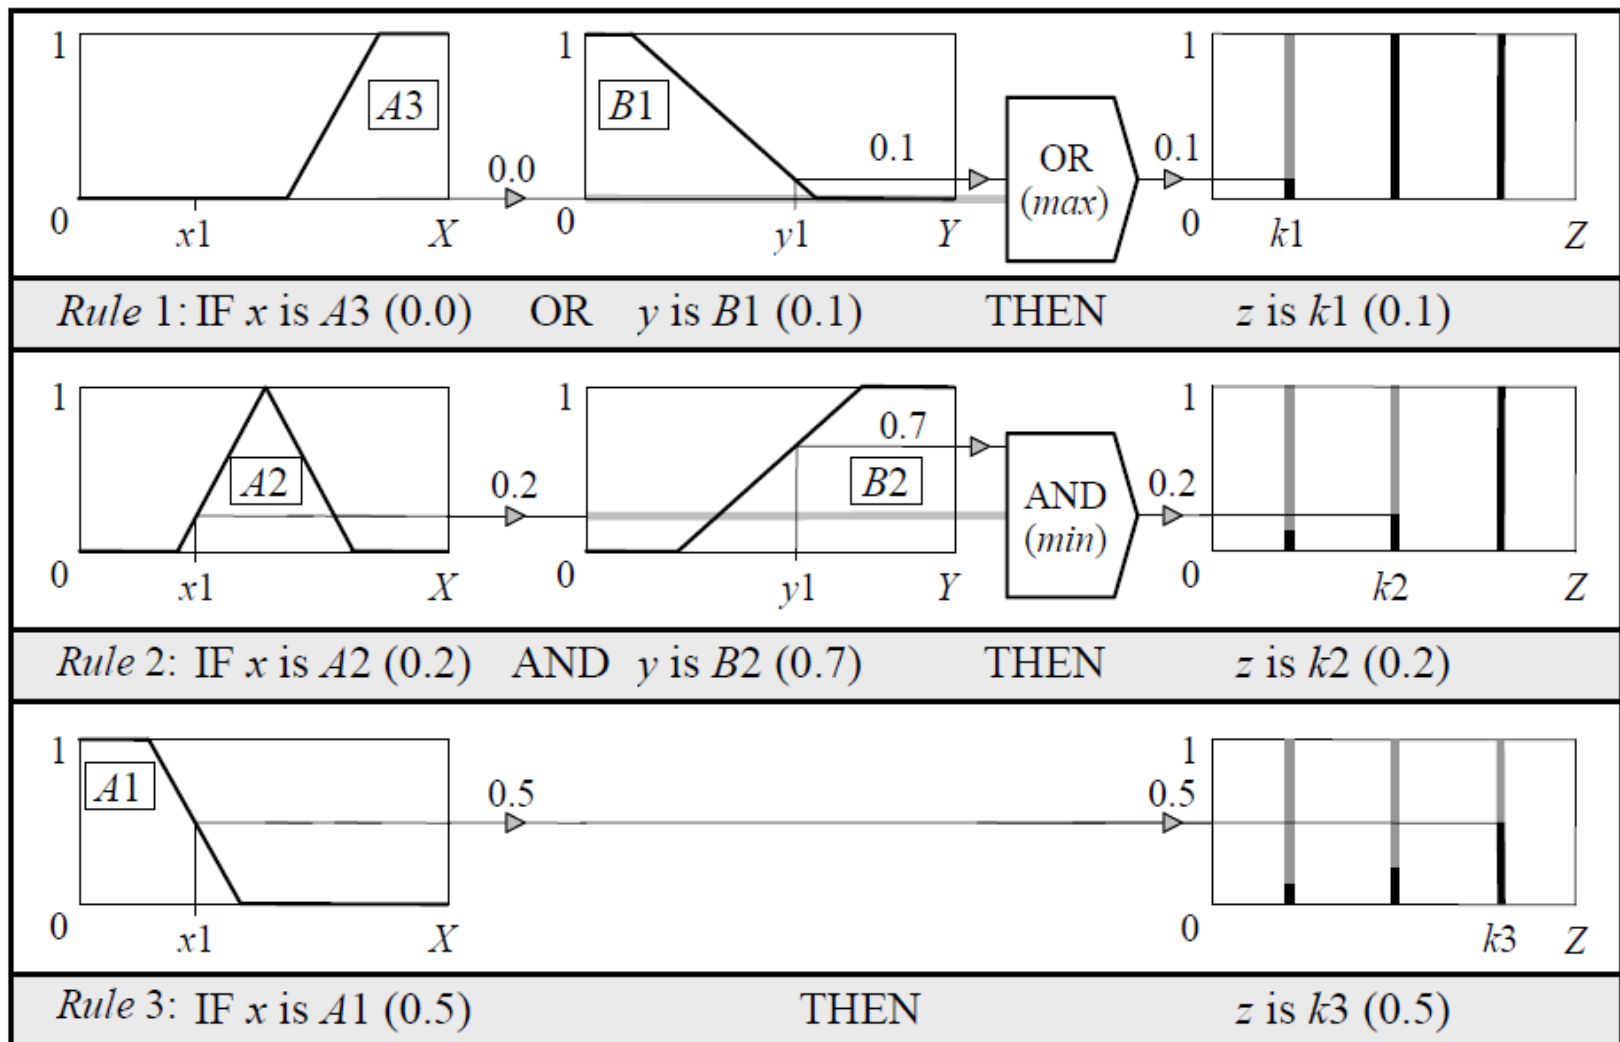 1 A3 0.0 1 B1 0.1 OR 0.1 1
(max)
0 x1 X 0 y1 Y 0 k1 Z
Rule 1: IF x is A3 (0.0) OR y is B1 (0.1) THEN z is k1 (0.1)
1 A2 0.2 1 0.7 B2 AND 0.2 1
(min)
0 x1 X 0 y1 Y 0 k2 Z
Rule 2: IF x is A2 (0.2) AND y is B2 (0.7) THEN z is k2 (0.2)
1 A1 0.5 0.5 1
0 x1 X 0 k3 Z
Rule 3: IF x is A1 (0.5) THEN z is k3 (0.5)